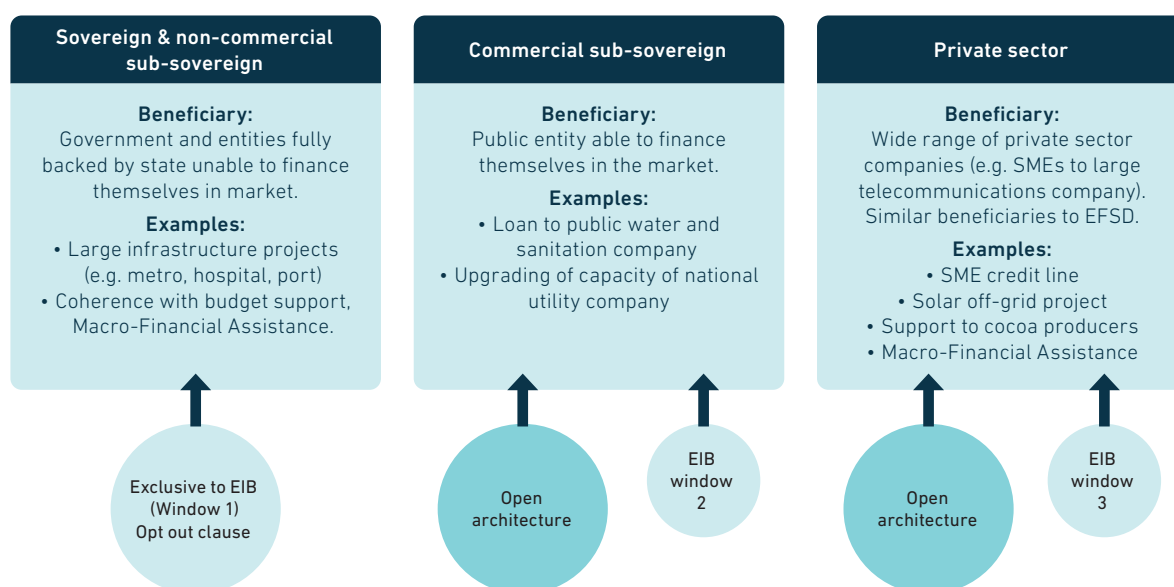 Sovereign & non-commercial
sub-sovereign
Beneficiary:
Government and entities fully
backed by state unable to finance
themselves in market.
Examples:
• Large infrastructure projects
(e.g. metro, hospital, port)
• Coherence with budget support,
Macro-Financial Assistance.
Exclusive to EIB
(Window 1)
Opt out clause
Commercial sub-sovereign
Beneficiary:
Public entity able to finance
themselves in the market.
Examples:
• Loan to public water and
sanitation company
• Upgrading of capacity of national
utility company
Open
architecture
EIB
window
2
Private sector
Beneficiary:
Wide range of private sector
companies (e.g. SMEs to large
telecommunications company).
Similar beneficiaries to EFSD.
Examples:
• SME credit line
• Solar off-grid project
• Support to cocoa producers
• Macro-Financial Assistance
Open
architecture
EIB
window
3